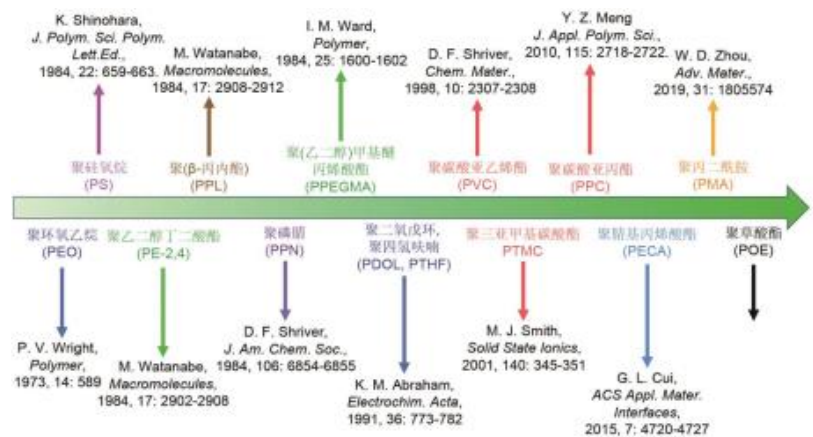 K. Shinohara,
J. Polym. Sci. Polym.
Lett.Ed.,
1984, 22: 659-663.
M. Watanabe,
Macromolecules,
1984, 17: 2908-2912
I. M. Ward,
Polymer,
1984, 25: 1600-1602
D. F. Shriver,
Chem. Mater.,
1998, 10: 2307-2308
Y. Z. Meng
J. Appl. Polym. Sci.,
2010, 115: 2718-2722.
W. D. Zhou,
Adv. Mater.,
2019, 31: 1805574
聚硅氧烷
(PS)
聚(β-丙内酯)
(PPL)
聚(乙二醇)甲基醚
丙烯酸酯
(PPEGMA)
聚碳酸亚乙烯酯
(PVC)
聚碳酸亚丙酯
(PPC)
聚丙二酰胺
(PMA)
聚环氧乙烷
(PEO)
聚乙二醇丁二酸酯
(PE-2,4)
聚磷腈
(PPN)
聚二氧戊环,
聚四氢呋喃
(PDOL, PTHF)
聚三亚甲基碳酸酯
PTMC
聚腈基丙烯酸酯
(PECA)
聚草酸酯
(POE)
P. V. Wright,
Polymer,
1973, 14: 589
M. Watanabe,
Macromolecules,
1984, 17: 2902-2908
D. F. Shriver,
J. Am. Chem. Soc.,
1984, 106: 6854-6855
K. M. Abraham,
Electrochim. Acta,
1991, 36: 773-782
M. J. Smith,
Solid State Ionics,
2001, 140: 345-351
G. L. Cui,
ACS Appl. Mater.
Interfaces,
2015, 7: 4720-4727